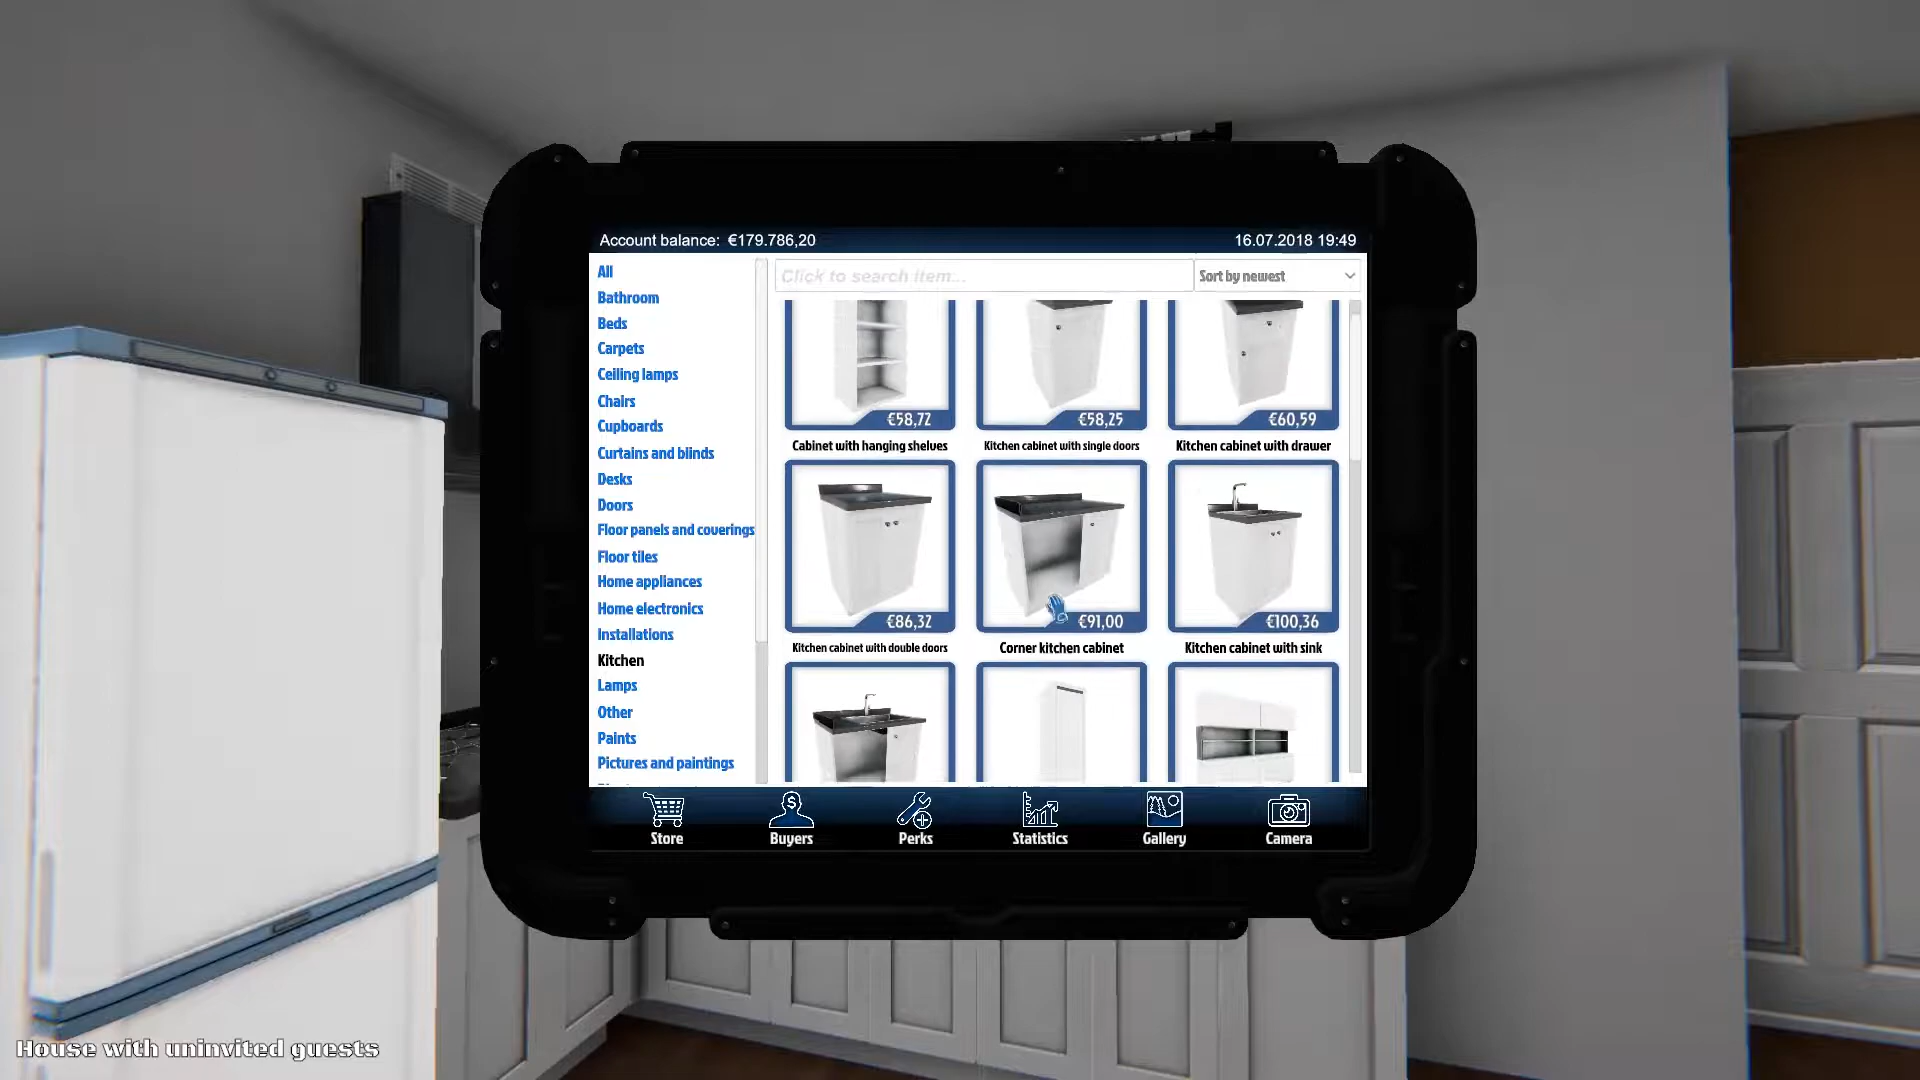 Account balance: €179.786,20
16.07.2018 19:49
Click to search item...
Sort by newest
All
Bathroom
Beds
Carpets
Ceiling lamps
Chairs
Cupboards
Curtains and blinds
Desks
Doors
Floor panels and coverings
Floor tiles
Home appliances
Home electronics
Installations
Kitchen
Lamps
Other
Paints
Pictures and paintings
€58,72
€58,25
€60,59
Cabinet with hanging shelves
Kitchen cabinet with single doors
Kitchen cabinet with drawer
€86,32
€91,00
€100,36
Kitchen cabinet with double doors
Corner kitchen cabinet
Kitchen cabinet with sink
Store
Buyers
Perks
Statistics
Gallery
Camera
House with uninvited guests